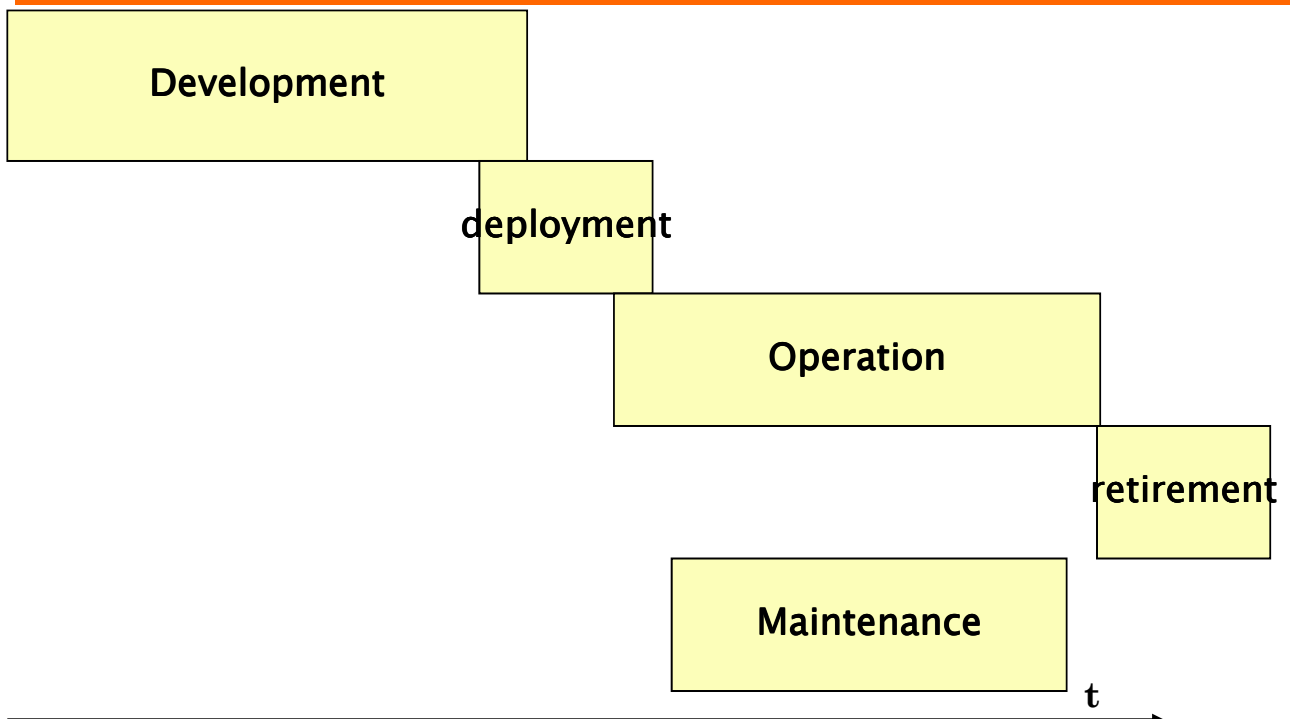 Development
deployment
Operation
retirement
Maintenance
t